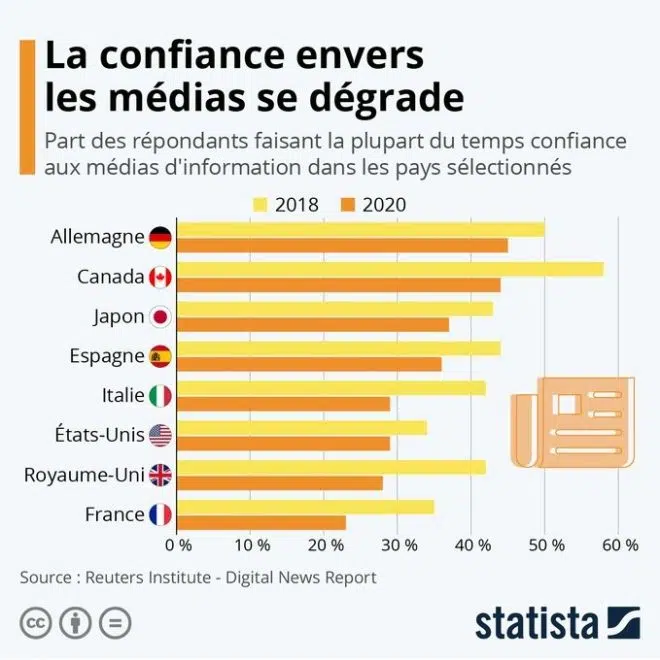 La confiance envers
les médias se dégrade
Part des répondants faisant la plupart du temps confiance
aux médias d'information dans les pays sélectionnés
2018 2020
Allemagne
Canada
Japon
Espagne
Italie
États-Unis
Royaume-Uni
France
0 % 10 % 20 % 30 % 40 % 50 % 60 %
Source : Reuters Institute - Digital News Report
cc
statista